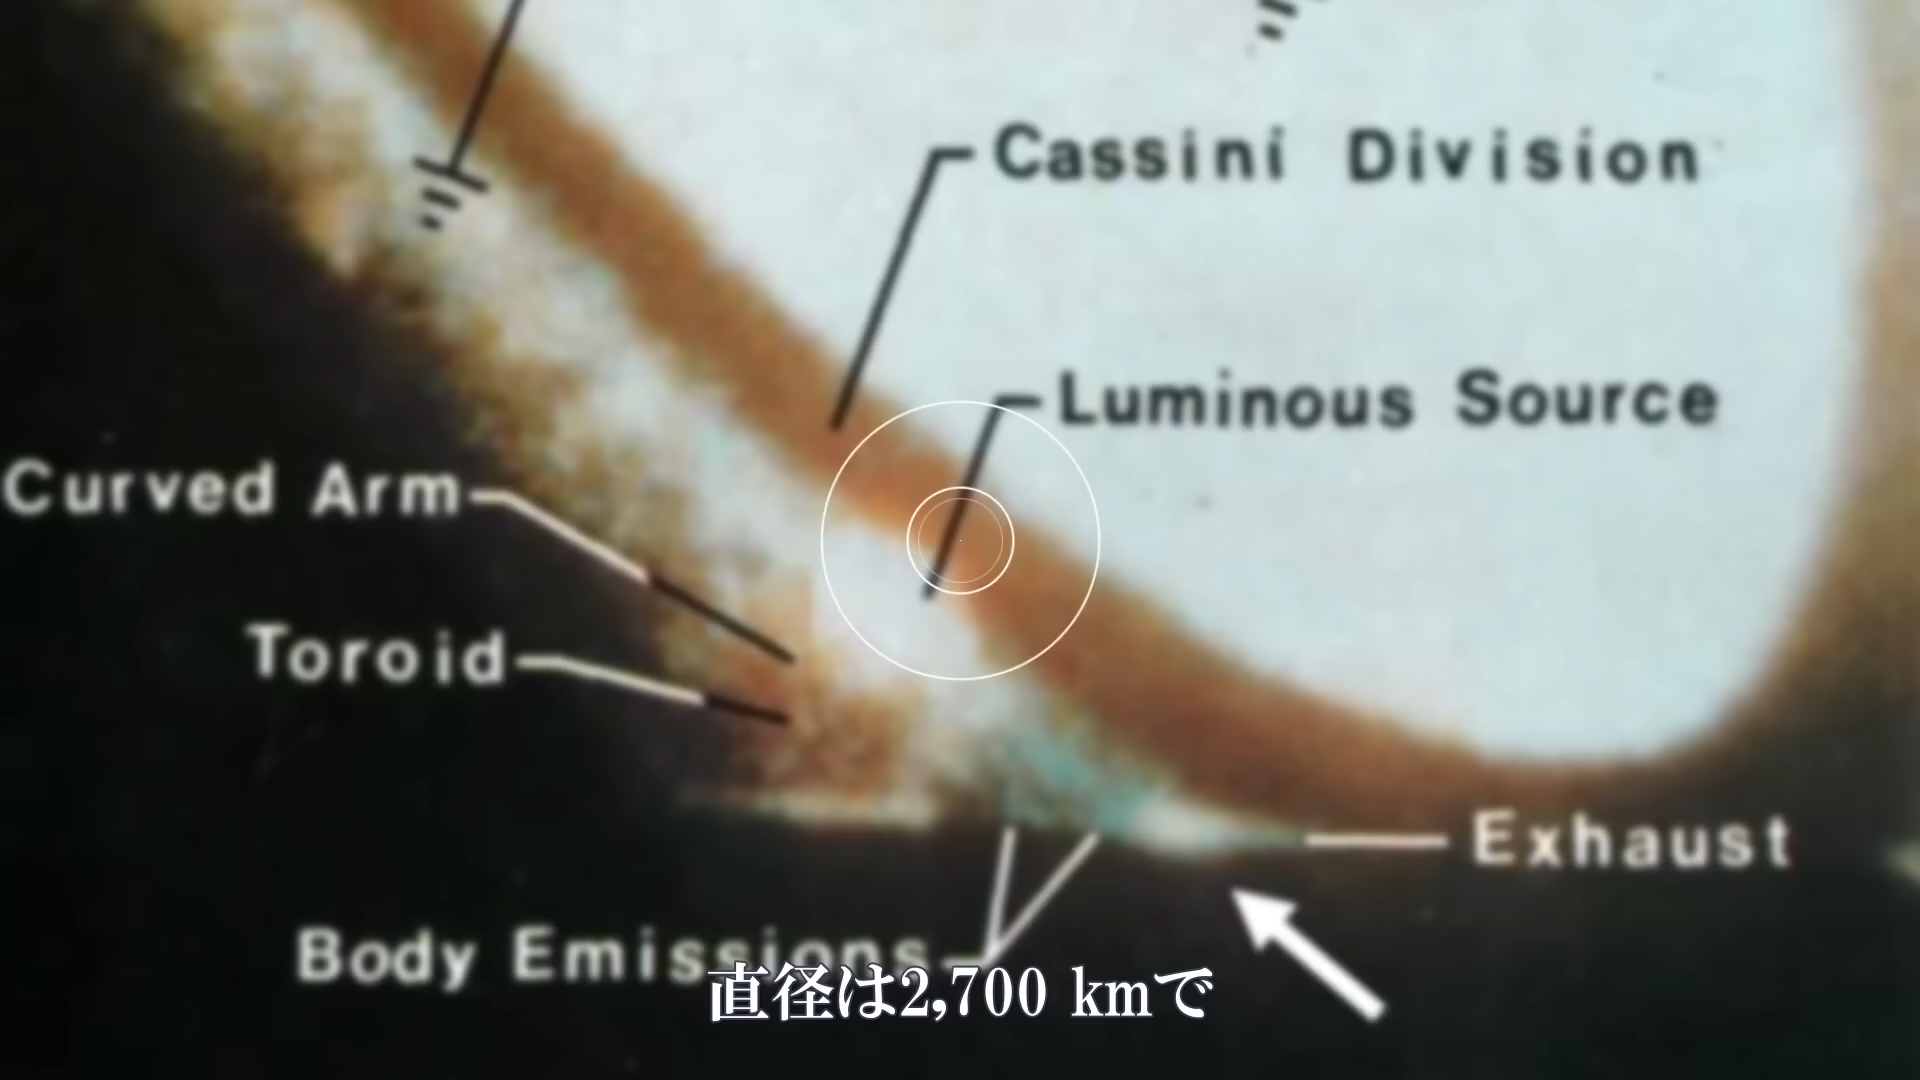 Cassini Division
Luminous Source
Curved Arm
Toroid
Exhaust
Body Emissions
直径は2,700 kmで